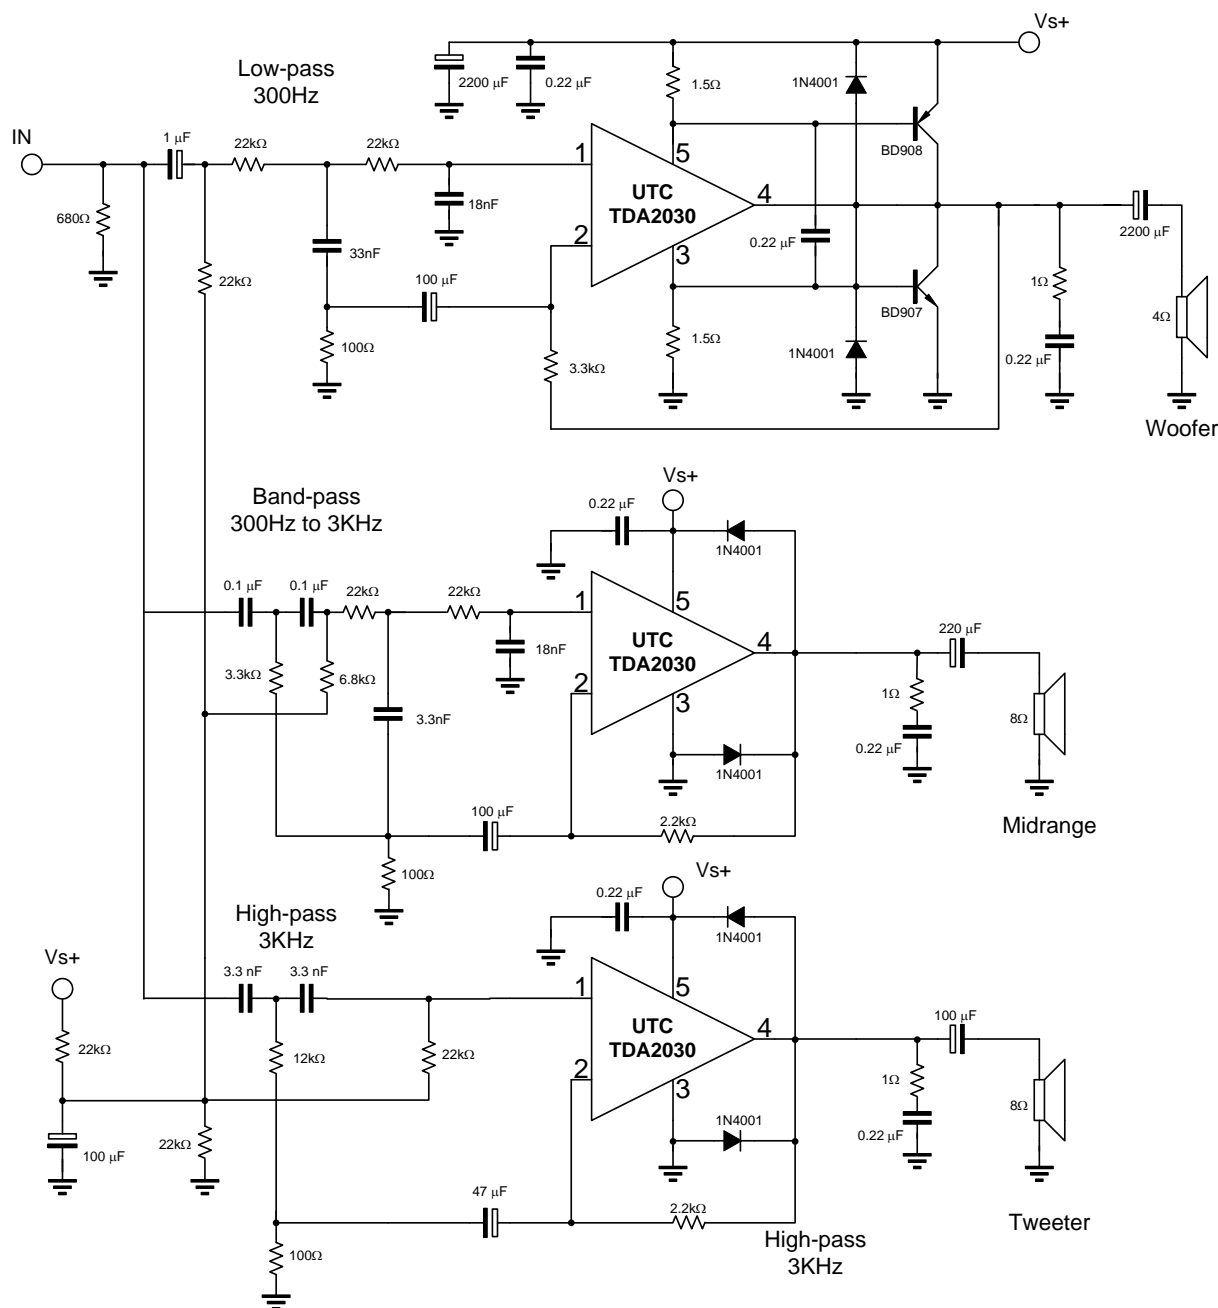 Vs+
Low-pass
300Hz
2200 µF
0.22 µF
1.5Ω
1N4001
IN
1 µF
22kΩ
22kΩ
1
5
BD908
UTC
TDA2030
4
18nF
680Ω
2
3
0.22 µF
2200 µF
33nF
22kΩ
100 µF
BD907
1Ω
4Ω
100Ω
3.3kΩ
1.5Ω
1N4001
0.22 µF
Woofer
Vs+
Band-pass
300Hz to 3KHz
0.22 µF
1N4001
0.1 µF
0.1 µF
22kΩ
22kΩ
1
5
UTC
TDA2030
4
220 µF
18nF
3.3kΩ
6.8kΩ
2
3
1Ω
3.3nF
8Ω
0.22 µF
1N4001
100 µF
2.2kΩ
Midrange
100Ω
Vs+
0.22 µF
High-pass
3KHz
1N4001
Vs+
3.3 nF
3.3 nF
1
5
UTC
TDA2030
4
100 µF
22kΩ
12kΩ
22kΩ
2
3
1Ω
8Ω
1N4001
0.22 µF
22kΩ
100 µF
47 µF
2.2kΩ
Tweeter
100Ω
High-pass
3KHz